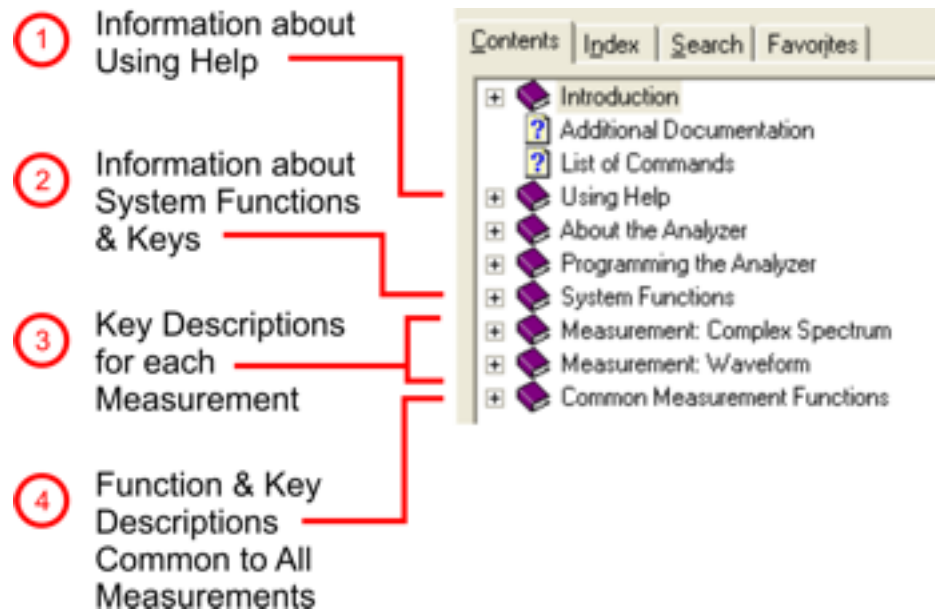 1
Information about
Using Help
2
Information about
System Functions
& Keys
3
Key Descriptions
for each
Measurement
4
Function & Key
Descriptions
Common to All
Measurements
Contents Index Search Favorites
Introduction
Additional Documentation
List of Commands
Using Help
About the Analyzer
Programming the Analyzer
System Functions
Measurement: Complex Spectrum
Measurement: Waveform
Common Measurement Functions